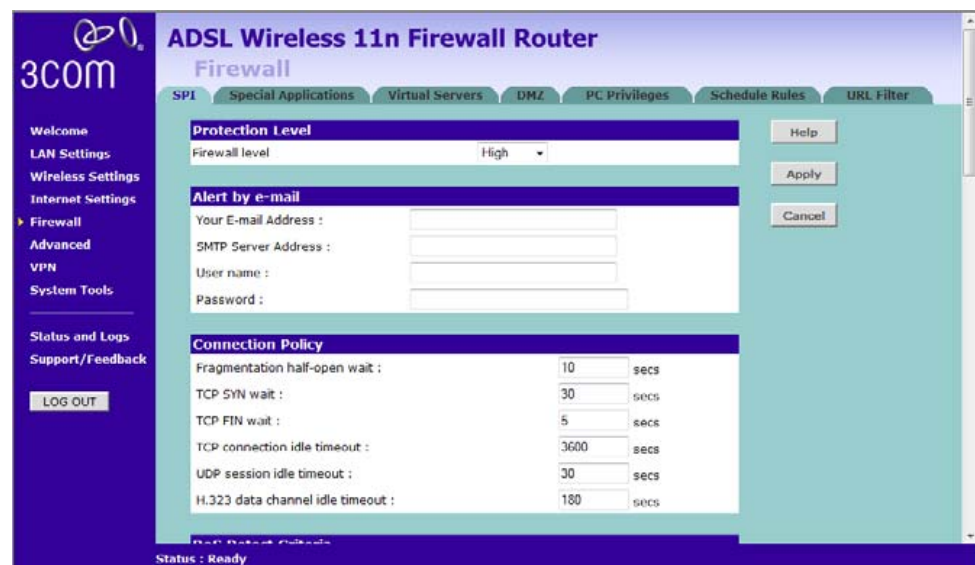 3COM
ADSL Wireless 11n Firewall Router
Firewall
SPI Special Applications Virtual Servers DMZ PC Privileges Schedule Rules URL Filter
Welcome
LAN Settings
Wireless Settings
Internet Settings
Firewall
Advanced
VPN
System Tools
Status and Logs
Support/Feedback
LOG OUT
Protection Level
Firewall level High
Alert by e-mail
Your E-mail Address :
SMTP Server Address :
User name :
Password :
Connection Policy
Fragmentation half-open wait : 10 secs
TCP SYN wait : 30 secs
TCP FIN wait : 5 secs
TCP connection idle timeout : 3600 secs
UDP session idle timeout : 30 secs
H.323 data channel idle timeout : 180 secs
DoS Detect Criteria
Help
Apply
Cancel
Status : Ready